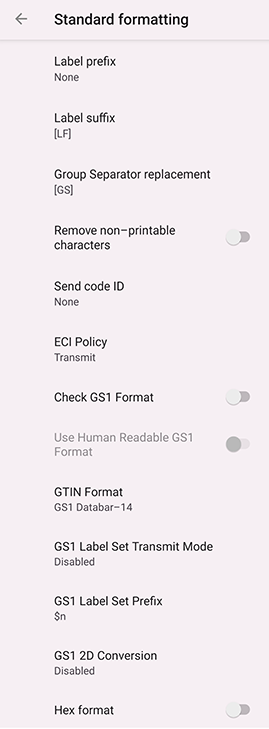 Standard formatting
Label prefix
None
Label suffix
[LF]
Group Separator replacement
[GS]
Remove non–printable
characters
Send code ID
None
ECI Policy
Transmit
Check GS1 Format
Use Human Readable GS1
Format
GTIN Format
GS1 Databar–14
GS1 Label Set Transmit Mode
Disabled
GS1 Label Set Prefix
$n
GS1 2D Conversion
Disabled
Hex format